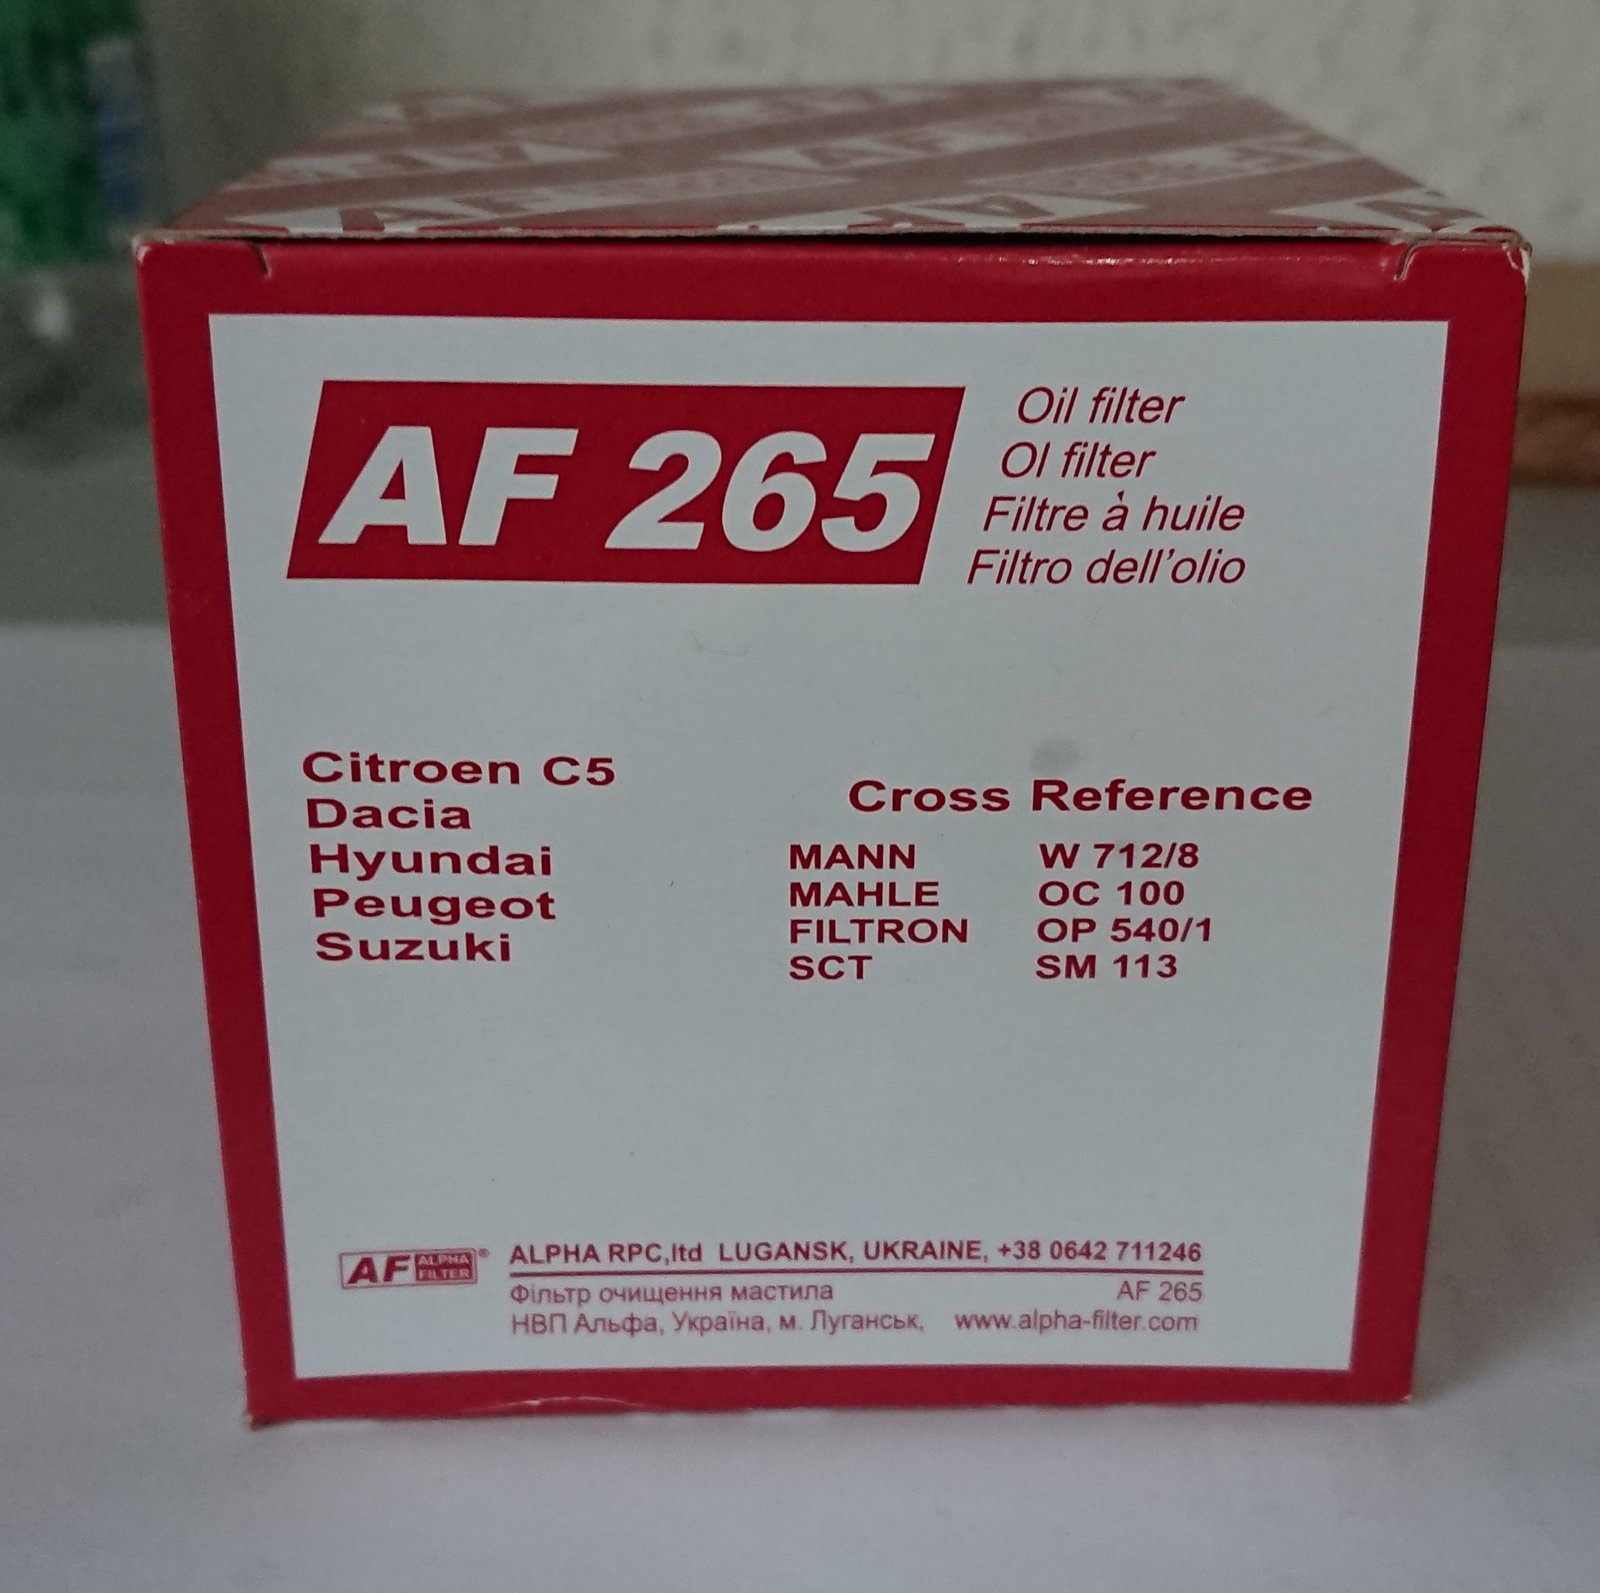 AF 265
Oil filter
Ol filter
Filtre à huile
Filtro dell'olio
Citroen C5
Dacia
Hyundai
Peugeot
Suzuki
Cross Reference
MANN W 712/8
MAHLE OC 100
FILTRON OP 540/1
SCT SM 113
AF ALPHA FILTER ®
ALPHA RPC,ltd LUGANSK, UKRAINE, +38 0642 711246
Фільтр очищення мастила AF 265
НВП Альфа, Україна, м. Луганськ, www.alpha-filter.com